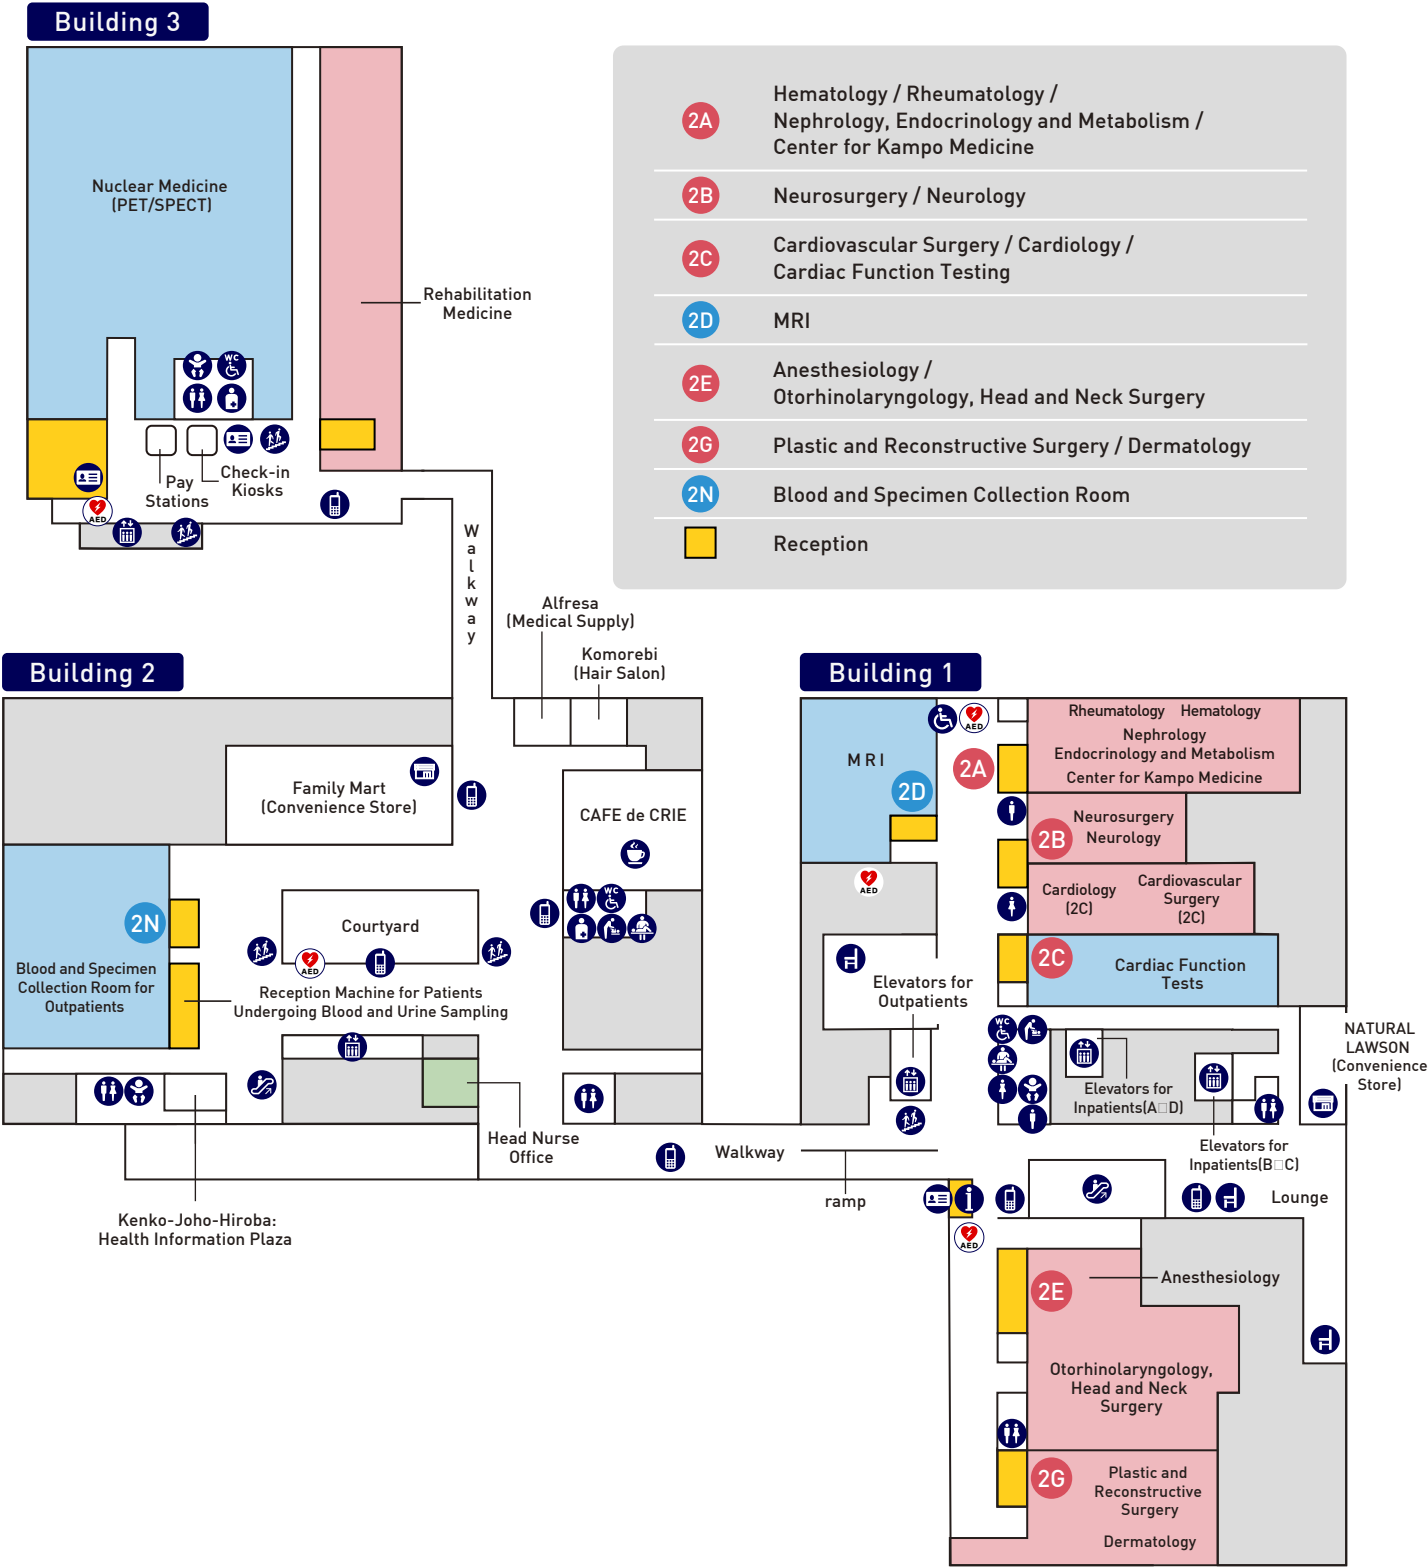 Building 3
Nuclear Medicine
(PET/SPECT)
Rehabilitation
Medicine
WC
Pay
Stations
Check-in
Kiosks
AED
Walkway
2A
Hematology / Rheumatology /
Nephrology, Endocrinology and Metabolism /
Center for Kampo Medicine
2B
Neurosurgery / Neurology
2C
Cardiovascular Surgery / Cardiology /
Cardiac Function Testing
2D
MRI
2E
Anesthesiology /
Otorhinolaryngology, Head and Neck Surgery
2G
Plastic and Reconstructive Surgery / Dermatology
2N
Blood and Specimen Collection Room
Reception
Alfresa
(Medical Supply)
Komorebi
(Hair Salon)
Building 2
Family Mart
(Convenience Store)
CAFE de CRIE
WC
2N
Blood and Specimen
Collection Room for
Outpatients
Courtyard
AED
Reception Machine for Patients
Undergoing Blood and Urine Sampling
Head Nurse
Office
Kenko-Joho-Hiroba:
Health Information Plaza
Walkway
ramp
Building 1
MRI
2D
AED
2A
Rheumatology Hematology
Nephrology
Endocrinology and Metabolism
Center for Kampo Medicine
2B
Neurosurgery
Neurology
AED
Cardiology
(2C)
Cardiovascular
Surgery
(2C)
2C
Cardiac Function
Tests
Elevators for
Outpatients
WC
Elevators for
Inpatients(A□D)
Elevators for
Inpatients(B□C)
NATURAL
LAWSON
(Convenience
Store)
i
Lounge
AED
2E
Anesthesiology
Otorhinolaryngology,
Head and Neck
Surgery
2G
Plastic and
Reconstructive
Surgery
Dermatology